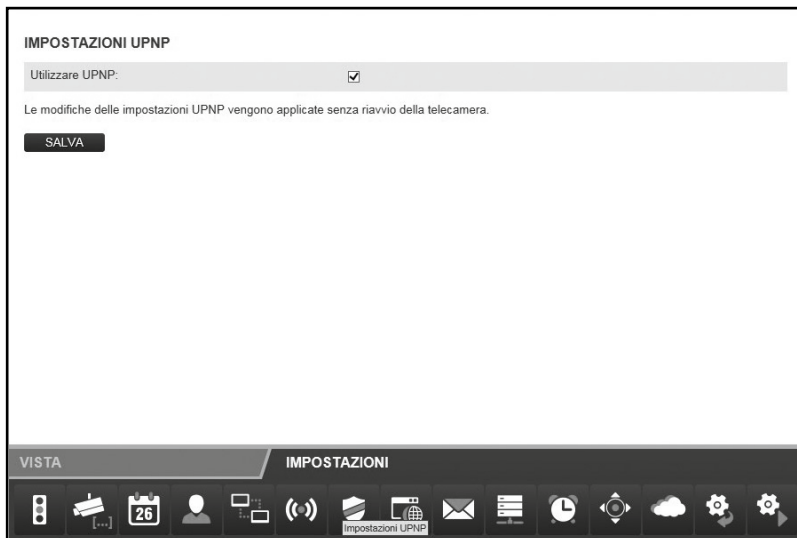 IMPOSTAZIONI UPNP
Utilizzare UPNP:
Le modifiche delle impostazioni UPNP vengono applicate senza riavvio della telecamera.
SALVA
VISTA
IMPOSTAZIONI
[...]
26
Impostazioni UPNP